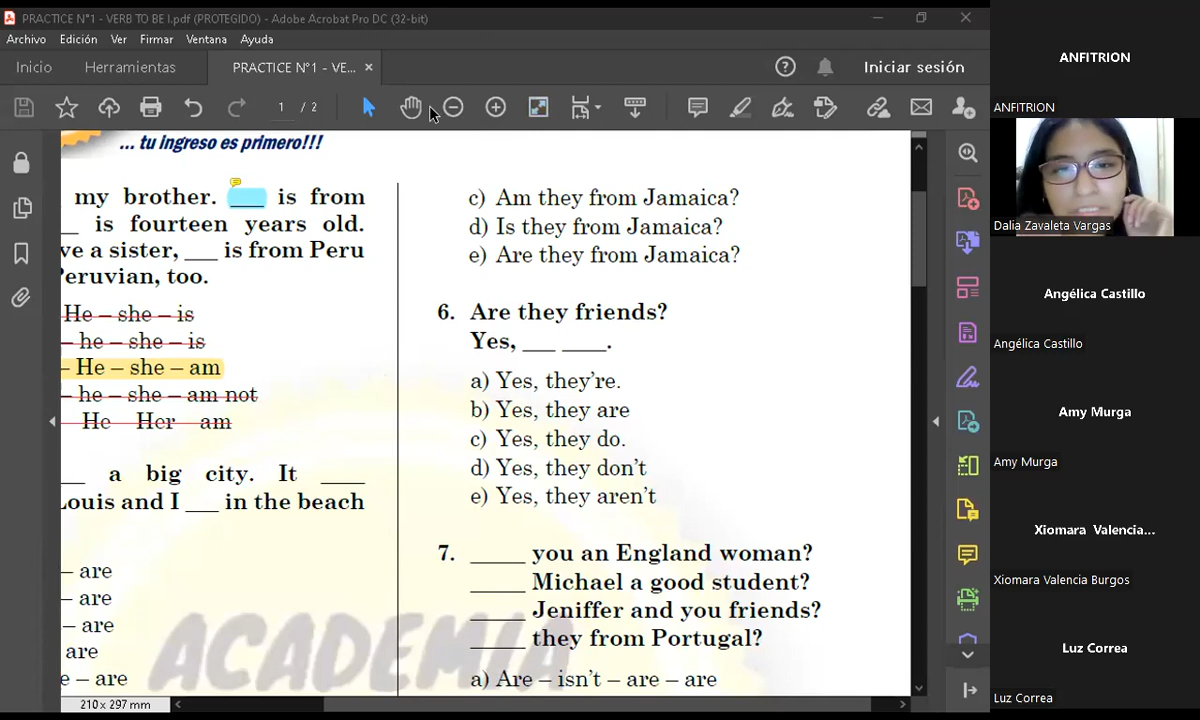 PRACTICE N°1 - VERB TO BE I.pdf (PROTEGIDO) - Adobe Acrobat Pro DC (32-bit)
Archivo Edición Ver Firmar Ventana Ayuda
Inicio Herramientas PRACTICE N°1 - VE... × Iniciar sesión
1 / 2
... tu ingreso es primero!!!
my brother. ____ is from
__ is fourteen years old.
ve a sister, ___ is from Peru
Peruvian, too.
He – she – is
– he – she – is
– He – she – am
– he – she – am not
He Her am
__ a big city. It ____
Louis and I ___ in the beach
– are
– are
– are
are
e – are
c) Am they from Jamaica?
d) Is they from Jamaica?
e) Are they from Jamaica?
6. Are they friends?
Yes, ___ ____.
a) Yes, they're.
b) Yes, they are
c) Yes, they do.
d) Yes, they don't
e) Yes, they aren't
7. _____ you an England woman?
_____ Michael a good student?
_____ Jeniffer and you friends?
_____ they from Portugal?
a) Are – isn't – are – are
ACADEMIA
210 x 297 mm
ANFITRION
ANFITRION
Dalia Zavaleta Vargas
Angélica Castillo
Angélica Castillo
Amy Murga
Amy Murga
Xiomara Valencia...
Xiomara Valencia Burgos
Luz Correa
Luz Correa